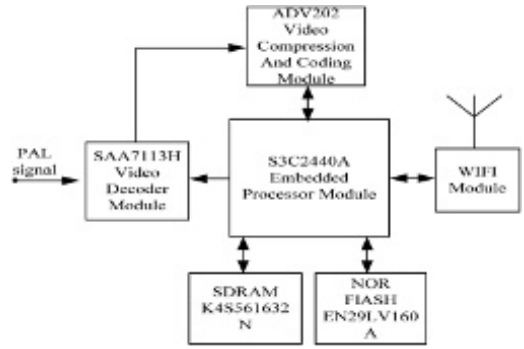 ADV202
Video
Compression
And Coding
Module
PAL
signal
SAA7113H
Video
Decoder
Module
S3C2440A
Embedded
Processor Module
WIFI
Module
SDRAM
K4S561632
N
NOR
FIASH
EN29LV160
A